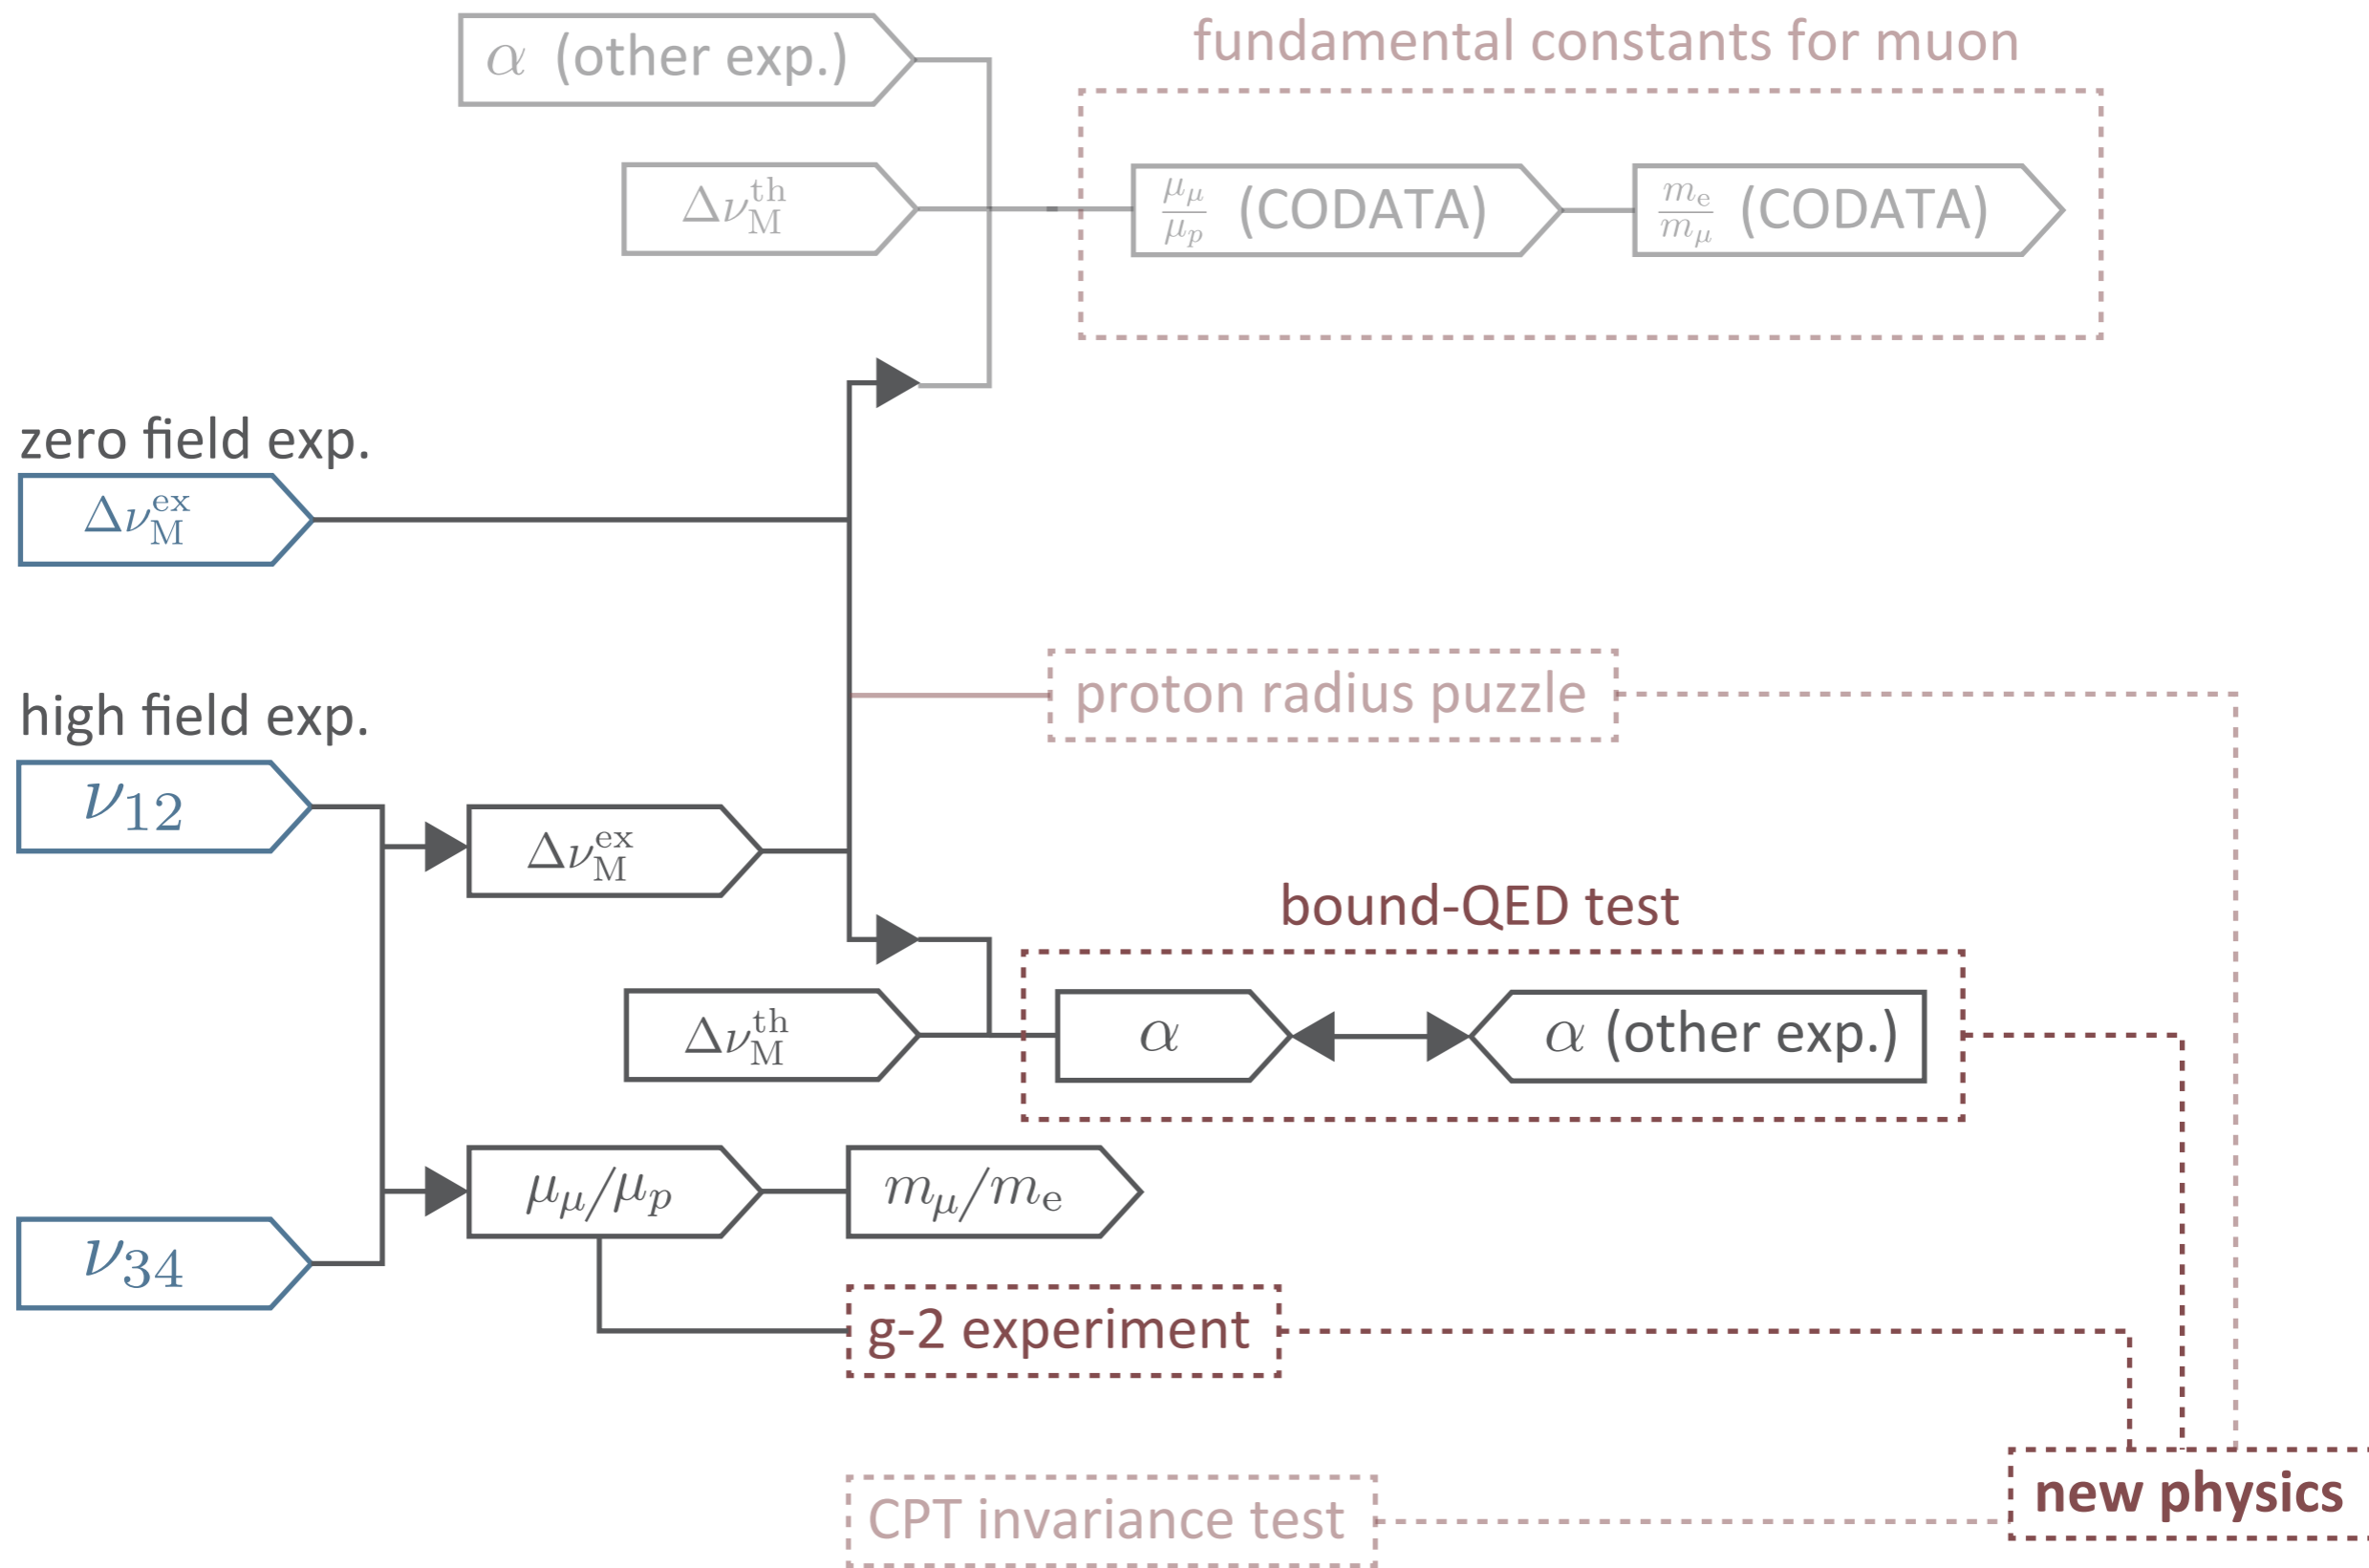 α (other exp.)
fundamental constants for muon
Δν_M^th
μ_μ/μ_p (CODATA)
m_e/m_μ (CODATA)
zero field exp.
Δν_M^ex
proton radius puzzle
high field exp.
ν_12
Δν_M^ex
bound-QED test
Δν_M^th
α
α (other exp.)
μ_μ/μ_p
m_μ/m_e
ν_34
g-2 experiment
new physics
CPT invariance test